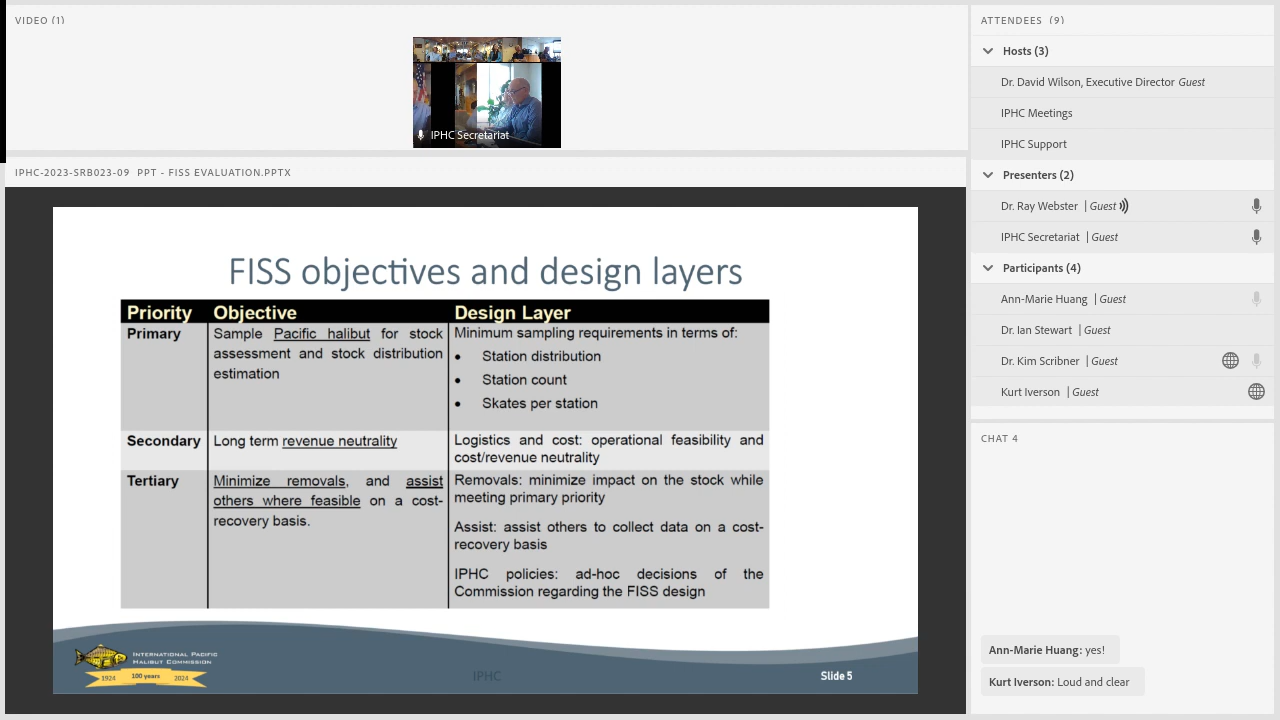 VIDEO (1)
IPHC Secretariat
IPHC-2023-SRB023-09 PPT - FISS EVALUATION.PPTX
FISS objectives and design layers
Priority Objective Design Layer
Primary
Sample Pacific halibut for stock
assessment and stock distribution
estimation
Minimum sampling requirements in terms of:
• Station distribution
• Station count
• Skates per station
Secondary
Long term revenue neutrality
Logistics and cost: operational feasibility and
cost/revenue neutrality
Tertiary
Minimize removals, and assist
others where feasible on a cost-
recovery basis.
Removals: minimize impact on the stock while
meeting primary priority
Assist: assist others to collect data on a cost-
recovery basis
IPHC policies: ad-hoc decisions of the
Commission regarding the FISS design
INTERNATIONAL PACIFIC
HALIBUT COMMISSION
1924 100 years 2024
IPHC
Slide 5
ATTENDEES (9)
Hosts (3)
Dr. David Wilson, Executive Director Guest
IPHC Meetings
IPHC Support
Presenters (2)
Dr. Ray Webster | Guest
IPHC Secretariat | Guest
Participants (4)
Ann-Marie Huang | Guest
Dr. Ian Stewart | Guest
Dr. Kim Scribner | Guest
Kurt Iverson | Guest
CHAT 4
Ann-Marie Huang: yes!
Kurt Iverson: Loud and clear